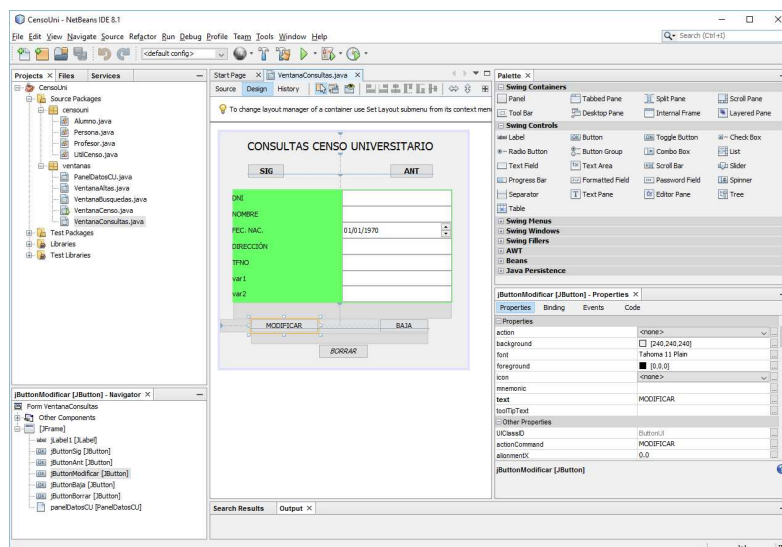 CensoUni - NetBeans IDE 8.1
File Edit View Navigate Source Refactor Run Debug Profile Team Tools Window Help
Search (Ctrl+I)
<default config>
Projects × Files Services
CensoUni
Source Packages
censouni
Alumno.java
Persona.java
Profesor.java
UtilCenso.java
ventanas
PanelDatosCU.java
VentanaAltas.java
VentanaBusquedas.java
VentanaCenso.java
VentanaConsultas.java
Test Packages
Libraries
Test Libraries
jButtonModificar [JButton] - Navigator ×
Form VentanaConsultas
Other Components
[JFrame]
jLabel1 [JLabel]
jButtonSig [JButton]
jButtonAnt [JButton]
jButtonModificar [JButton]
jButtonBaja [JButton]
jButtonBorrar [JButton]
panelDatosCU [PanelDatosCU]
Start Page × VentanaConsultas.java ×
Source Design History
To change layout manager of a container use Set Layout submenu from its context men
CONSULTAS CENSO UNIVERSITARIO
SIG ANT
DNI
NOMBRE
FEC. NAC. 01/01/1970
DIRECCIÓN
TFNO
var1
var2
MODIFICAR BAJA
BORRAR
Search Results Output ×
Palette ×
Swing Containers
Panel Tabbed Pane Split Pane Scroll Pane
Tool Bar Desktop Pane Internal Frame Layered Pane
Swing Controls
label Label Button Toggle Button Check Box
Radio Button Button Group Combo Box List
Text Field Text Area Scroll Bar Slider
Progress Bar Formatted Field Password Field Spinner
Separator Text Pane Editor Pane Tree
Table
Swing Menus
Swing Windows
Swing Fillers
AWT
Beans
Java Persistence
jButtonModificar [JButton] - Properties ×
Properties Binding Events Code
Properties
action <none>
background [240,240,240]
font Tahoma 11 Plain
foreground [0,0,0]
icon <none>
mnemonic
text MODIFICAR
toolTipText
Other Properties
UIClassID ButtonUI
actionCommand MODIFICAR
alignmentX 0.0
jButtonModificar [JButton]